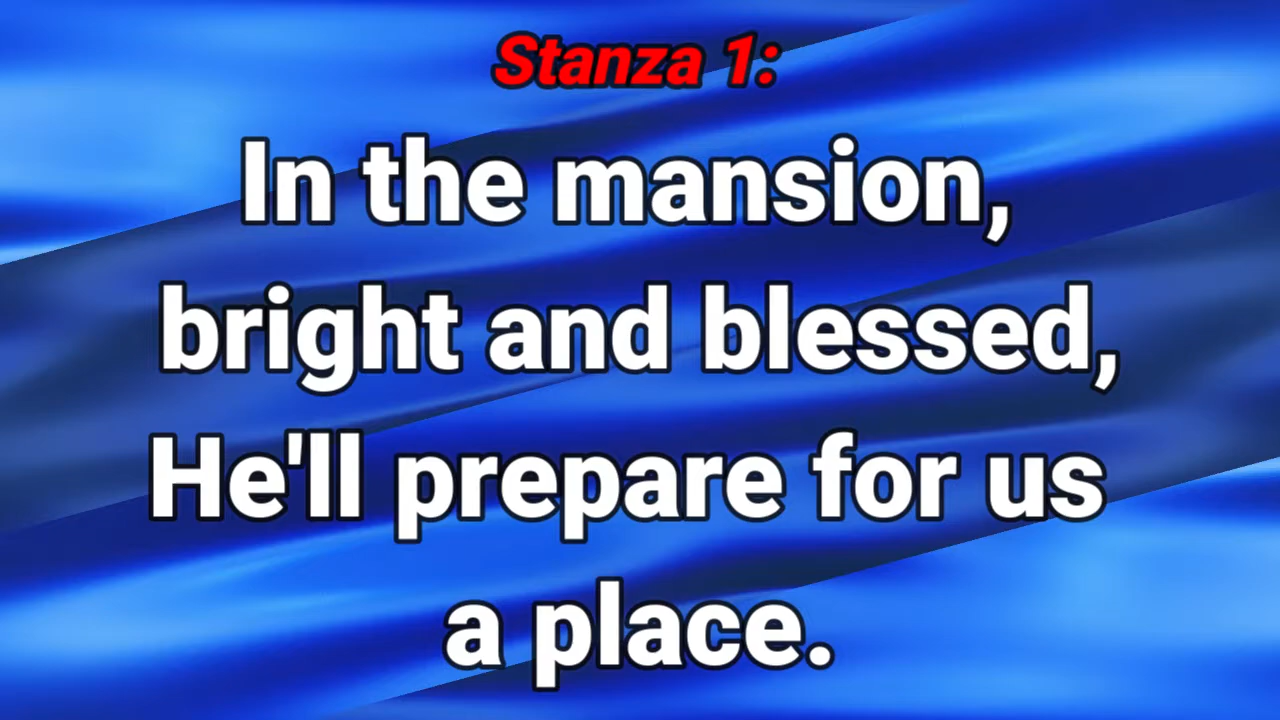 Stanza 1:
In the mansion,
bright and blessed,
He'll prepare for us
a place.